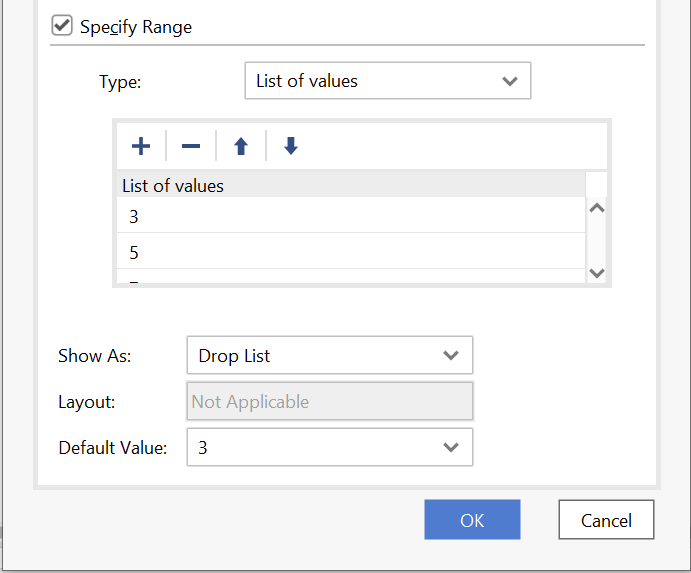 Specify Range
Type: List of values
List of values
3
5
Show As: Drop List
Layout: Not Applicable
Default Value: 3
OK Cancel